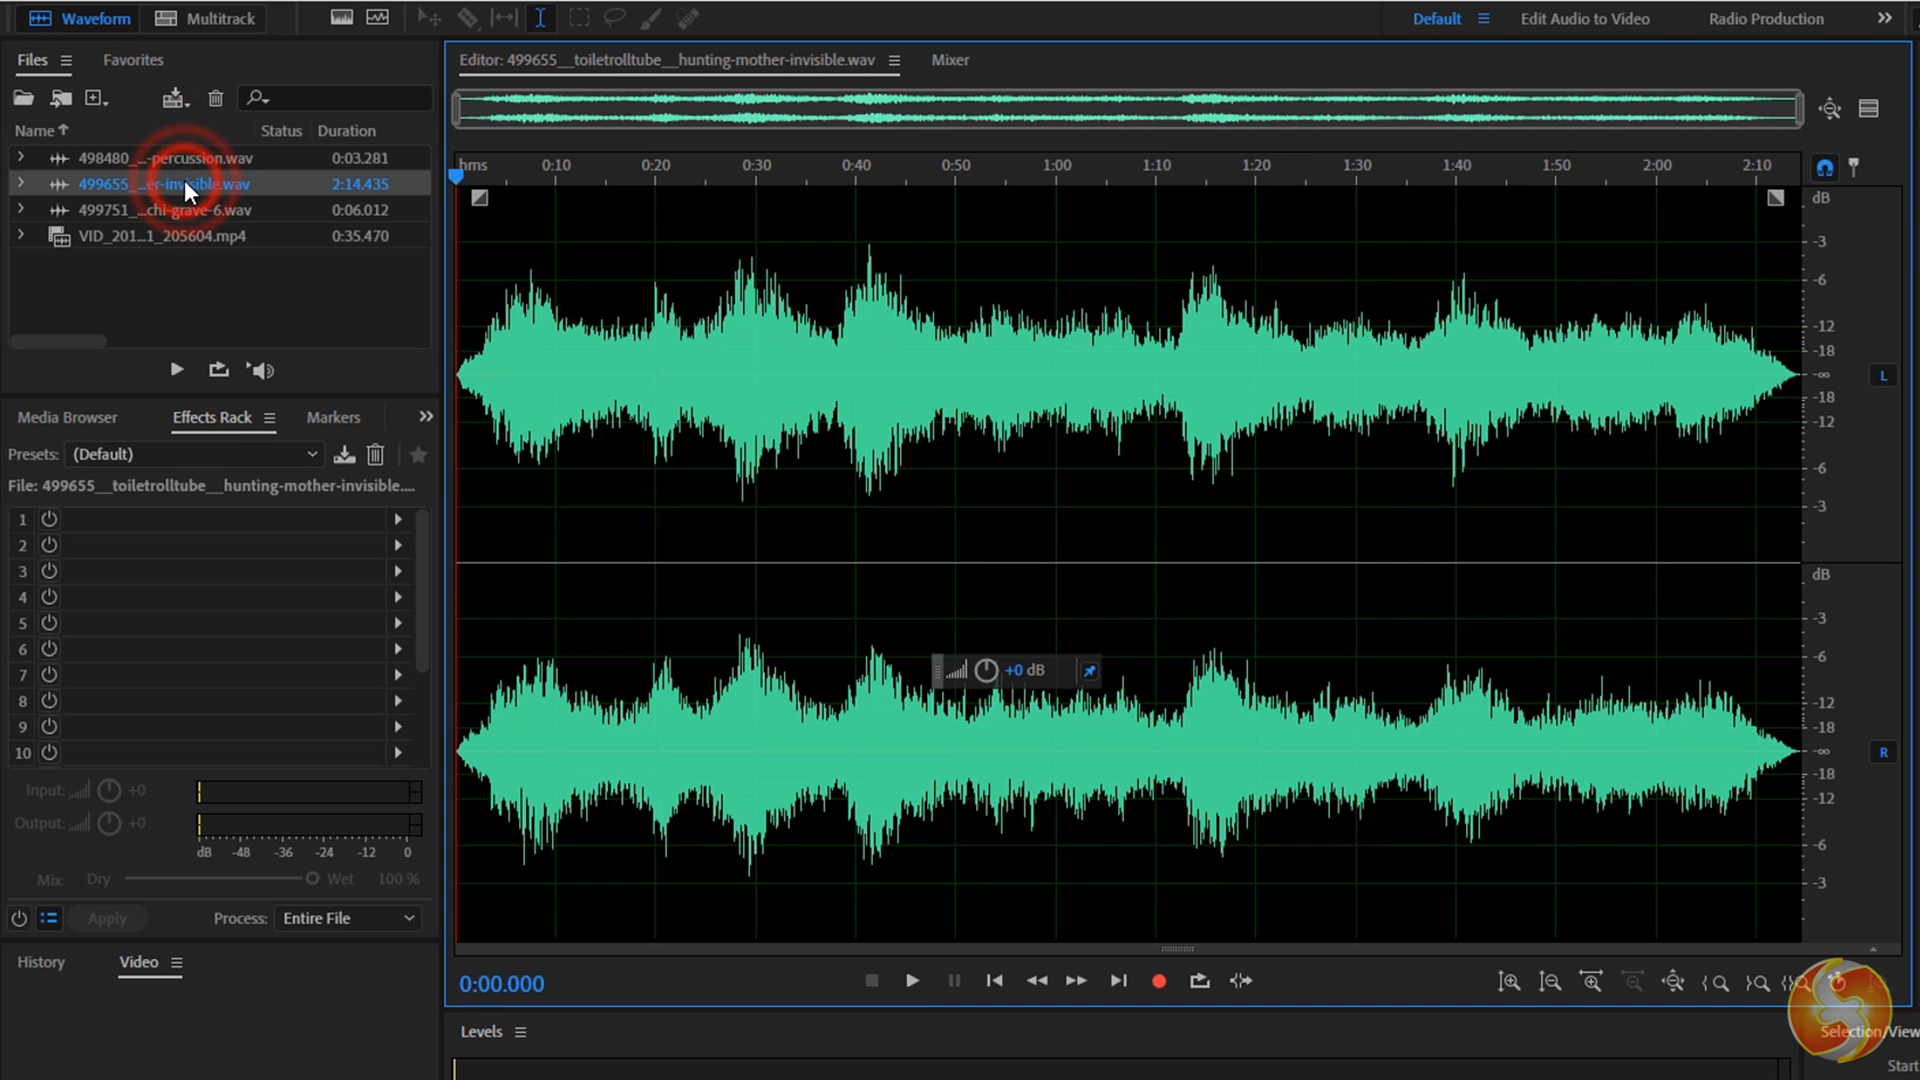 Waveform
Multitrack
Default
Edit Audio to Video
Radio Production
Files
Favorites
Editor: 499655__toiletrolltube__hunting-mother-invisible.wav
Mixer
Name
Status
Duration
498480_...-percussion.wav
0:03.281
499655_...er-invisible.wav
2:14.435
499751_...chi-grave-6.wav
0:06.012
VID_201...1_205604.mp4
0:35.470
hms
0:10
0:20
0:30
0:40
0:50
1:00
1:10
1:20
1:30
1:40
1:50
2:00
2:10
dB
-3
-6
-12
-18
-∞
-18
-12
-6
-3
L
dB
-3
-6
-12
-18
-∞
-18
-12
-6
-3
R
+0 dB
Media Browser
Effects Rack
Markers
Presets:
(Default)
File: 499655__toiletrolltube__hunting-mother-invisible....
1
2
3
4
5
6
7
8
9
10
Input:
+0
Output:
+0
dB
-48
-36
-24
-12
0
Mix:
Dry
Wet
100 %
Apply
Process:
Entire File
History
Video
0:00.000
Levels
Selection/View
Start